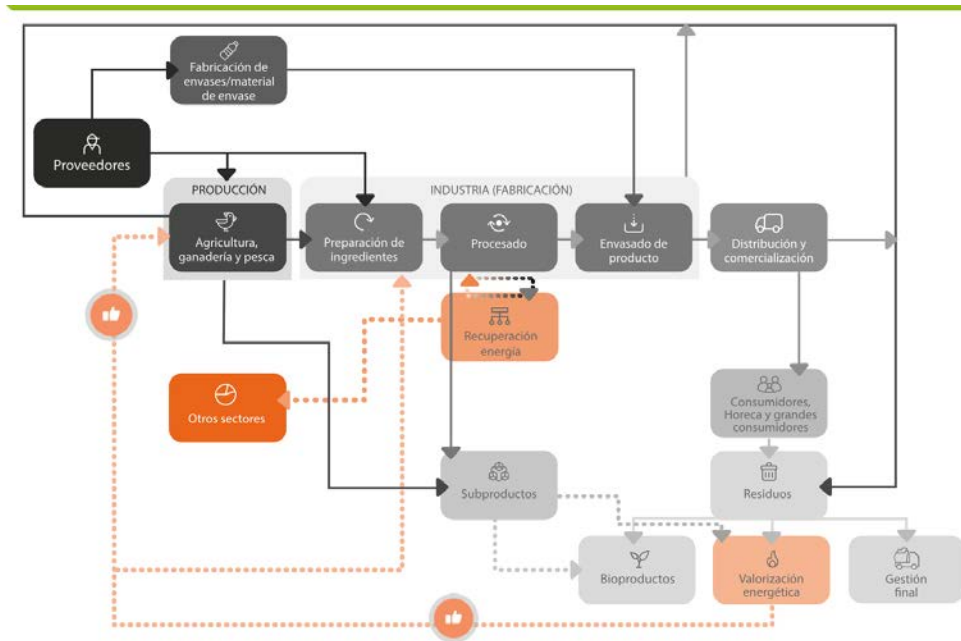 Fabricación de
envases/material
de envase
Proveedores
PRODUCCIÓN
INDUSTRIA (FABRICACIÓN)
Agricultura,
ganadería y pesca
Preparación de
ingredientes
Procesado
Envasado de
producto
Distribución y
comercialización
Recuperación
energía
Otros sectores
Consumidores,
Horeca y grandes
consumidores
Subproductos
Residuos
Bioproductos
Valorización
energética
Gestión
final